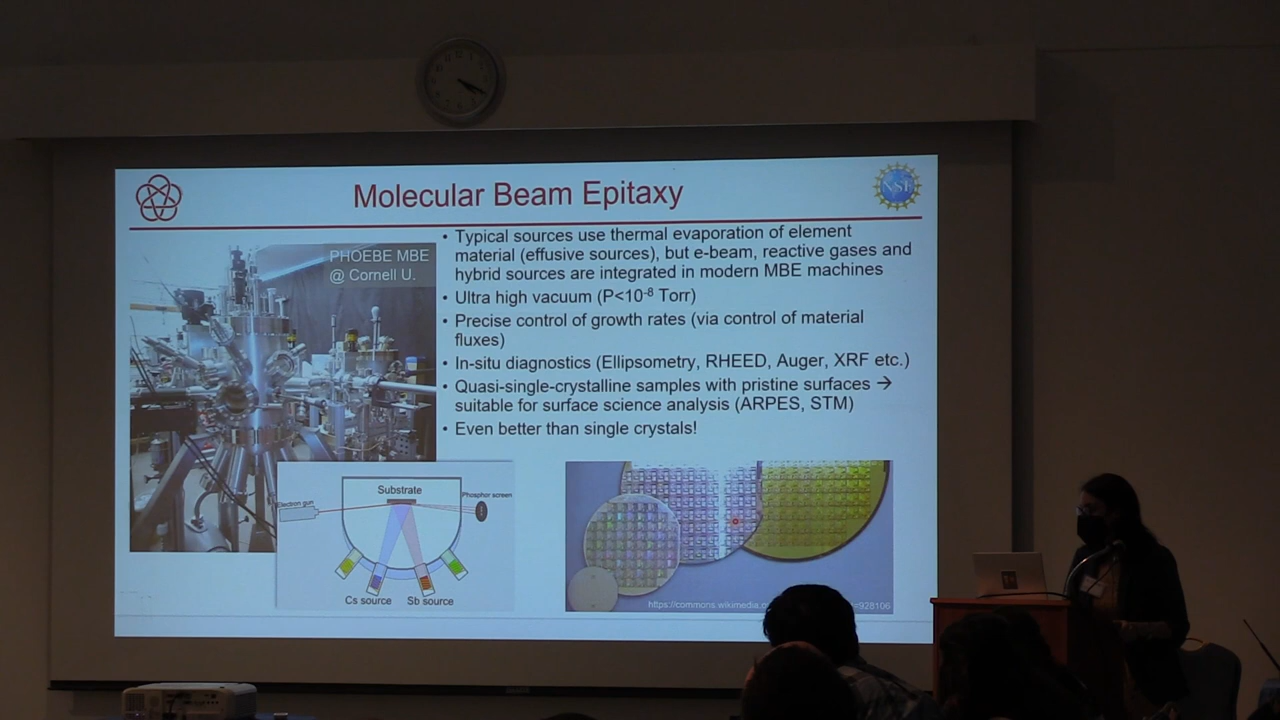 Molecular Beam Epitaxy
NSF
PHOEBE MBE
@ Cornell U.
• Typical sources use thermal evaporation of element
material (effusive sources), but e-beam, reactive gases and
hybrid sources are integrated in modern MBE machines
• Ultra high vacuum (P<10⁻⁸ Torr)
• Precise control of growth rates (via control of material
fluxes)
• In-situ diagnostics (Ellipsometry, RHEED, Auger, XRF etc.)
• Quasi-single-crystalline samples with pristine surfaces →
suitable for surface science analysis (ARPES, STM)
• Even better than single crystals!
Substrate
Electron gun
Phosphor screen
Cs source
Sb source
https://commons.wikimedia.o
=928106